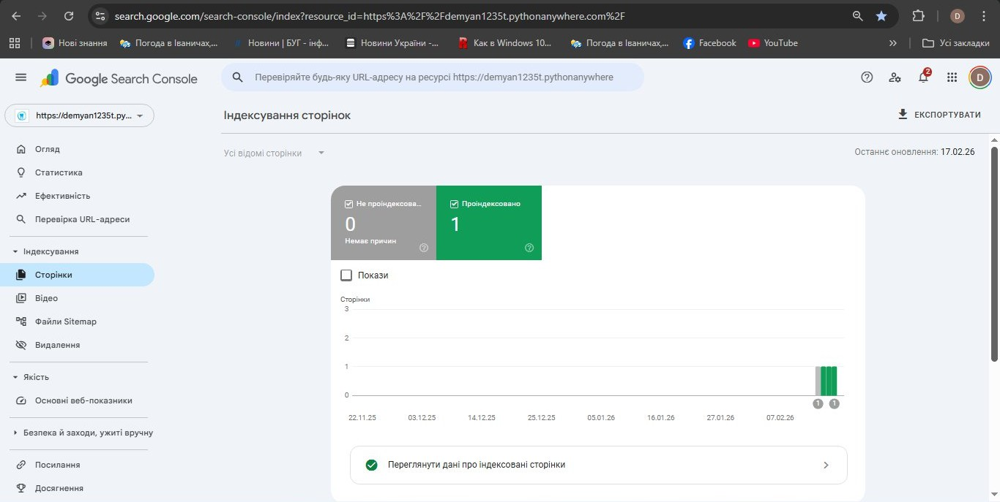 search.google.com/search-console/index?resource_id=https%3A%2F%2Fdemyan1235t.pythonanywhere.com%2F
D
Нові знання
Погода в Іваничах,...
Новини | БУГ - інф...
Новини України -...
Как в Windows 10...
Погода в Іваничах,...
Facebook
YouTube
»
Усі закладки
Google Search Console
Перевіряйте будь-яку URL-адресу на ресурсі https://demyan1235t.pythonanywhere
2
D
https://demyan1235t.py...
Індексування сторінок
ЕКСПОРТУВАТИ
Огляд
Статистика
Ефективність
Перевірка URL-адреси
Індексування
Сторінки
Відео
Файли Sitemap
Видалення
Якість
Основні веб-показники
Безпека й заходи, ужиті вручну
Посилання
Досягнення
Усі відомі сторінки
Останнє оновлення: 17.02.26
Не проіндексова...
0
Немає причин
Проіндексовано
1
Покази
Сторінки
3
2
1
0
1
1
22.11.25
03.12.25
14.12.25
25.12.25
05.01.26
16.01.26
27.01.26
07.02.26
Переглянути дані про індексовані сторінки